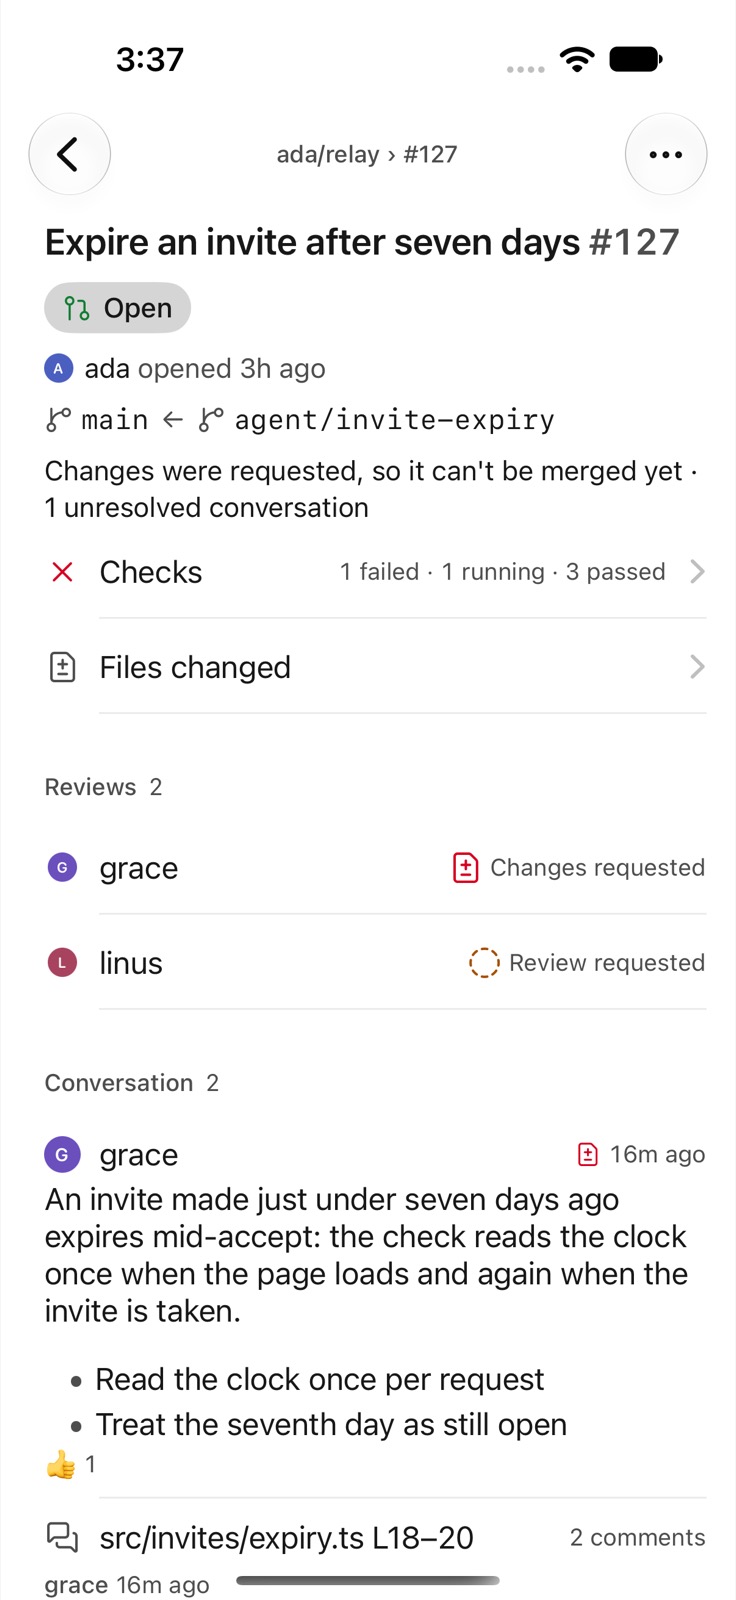 3:37
ada/relay › #127
Expire an invite after seven days #127
Open
A ada opened 3h ago
main ← agent/invite-expiry
Changes were requested, so it can't be merged yet ·
1 unresolved conversation
Checks 1 failed · 1 running · 3 passed
Files changed
Reviews 2
G grace Changes requested
L linus Review requested
Conversation 2
G grace 16m ago
An invite made just under seven days ago
expires mid-accept: the check reads the clock
once when the page loads and again when the
invite is taken.
• Read the clock once per request
• Treat the seventh day as still open
👍 1
src/invites/expiry.ts L18–20 2 comments
grace 16m ago